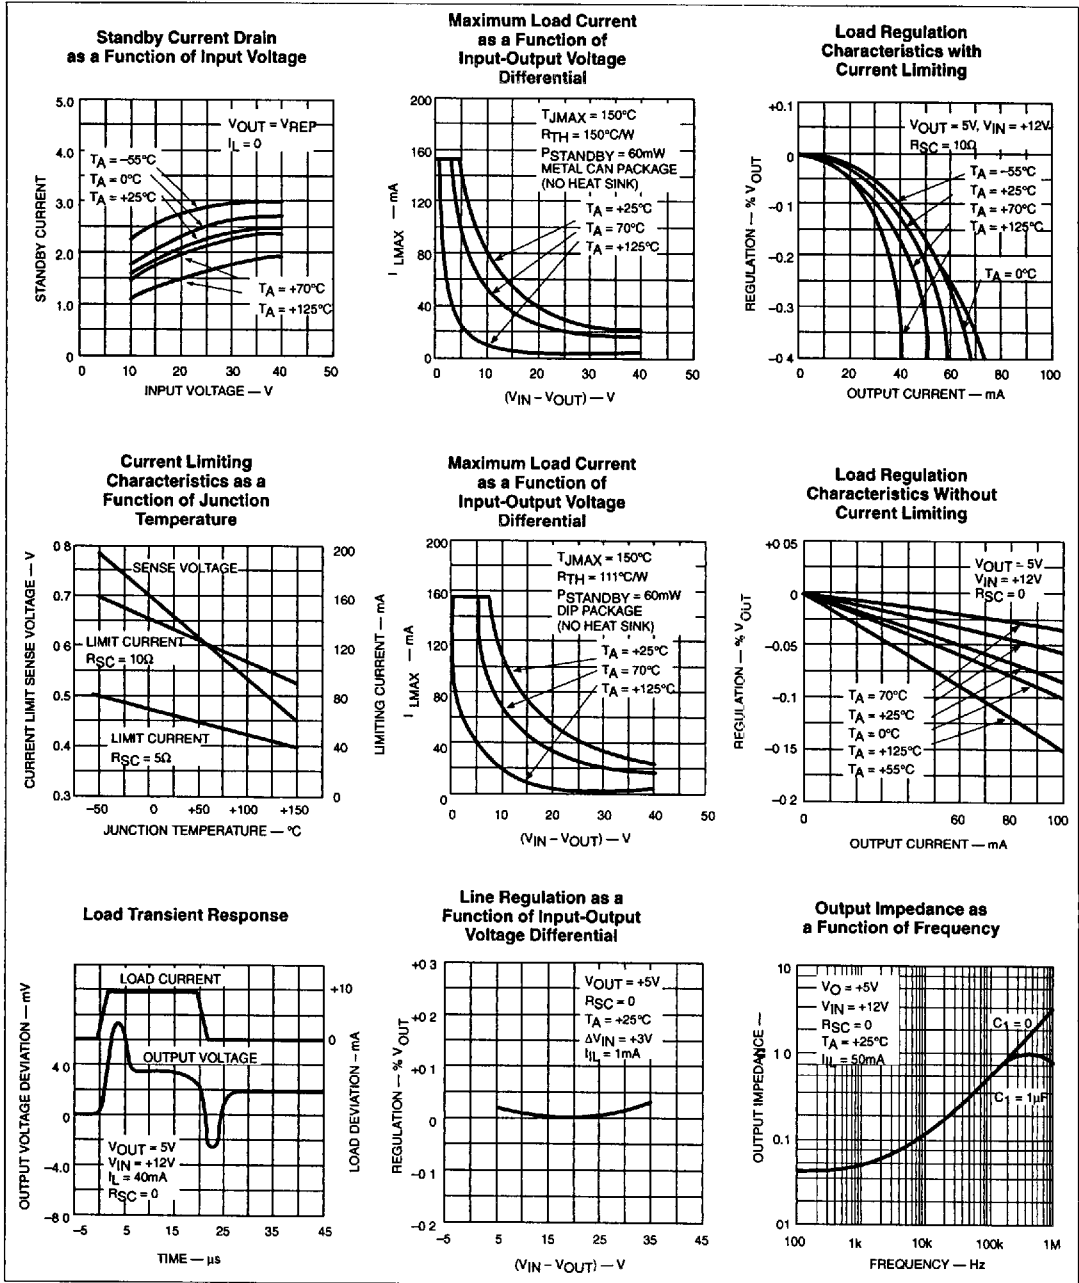 Standby Current Drain
as a Function of Input Voltage
5.0
4.0
3.0
2.0
1.0
0
STANDBY CURRENT
VOUT = VREF
IL = 0
TA = –55°C
TA = 0°C
TA = +25°C
TA = +70°C
TA = +125°C
0 10 20 30 40 50
INPUT VOLTAGE — V
Maximum Load Current
as a Function of
Input-Output Voltage
Differential
200
160
120
80
40
0
I LMAX — mA
TJMAX = 150°C
RTH = 150°C/W
PSTANDBY = 60mW
METAL CAN PACKAGE
(NO HEAT SINK)
TA = +25°C
TA = 70°C
TA = +125°C
0 10 20 30 40 50
(VIN – VOUT) — V
Load Regulation
Characteristics with
Current Limiting
+0.1
0
–0.1
–0.2
–0.3
–0.4
REGULATION — % VOUT
VOUT = 5V, VIN = +12V
RSC = 10Ω
TA = –55°C
TA = +25°C
TA = +70°C
TA = +125°C
TA = 0°C
0 20 40 60 80 100
OUTPUT CURRENT — mA
Current Limiting
Characteristics as a
Function of Junction
Temperature
0.8
0.7
0.6
0.5
0.4
0.3
CURRENT LIMIT SENSE VOLTAGE — V
SENSE VOLTAGE
LIMIT CURRENT
RSC = 10Ω
LIMIT CURRENT
RSC = 5Ω
200
160
120
80
40
0
LIMITING CURRENT — mA
–50 0 +50 +100 +150
JUNCTION TEMPERATURE — °C
Maximum Load Current
as a Function of
Input-Output Voltage
Differential
200
160
120
80
40
0
I LMAX — mA
TJMAX = 150°C
RTH = 111°C/W
PSTANDBY = 60mW
DIP PACKAGE
(NO HEAT SINK)
TA = +25°C
TA = 70°C
TA = +125°C
0 10 20 30 40 50
(VIN – VOUT) — V
Load Regulation
Characteristics Without
Current Limiting
+0 05
0
–0.05
–0.1
–0.15
–0 2
REGULATION — % VOUT
VOUT = 5V
VIN = +12V
RSC = 0
TA = 70°C
TA = +25°C
TA = 0°C
TA = +125°C
TA = +55°C
0 60 80 100
OUTPUT CURRENT — mA
Load Transient Response
4 0
0
–4.0
–8 0
OUTPUT VOLTAGE DEVIATION — mV
LOAD CURRENT
OUTPUT VOLTAGE
VOUT = 5V
VIN = +12V
IL = 40mA
RSC = 0
+10
0
LOAD DEVIATION - mA
–5 5 15 25 35 45
TIME — µs
Line Regulation as a
Function of Input-Output
Voltage Differential
+0 3
+0 2
+0 1
0
–0 1
–0 2
REGULATION — % VOUT
VOUT = +5V
RSC = 0
TA = +25°C
ΔVIN = +3V
IL = 1mA
–5 5 15 25 35 45
(VIN – VOUT) — V
Output Impedance as
a Function of Frequency
10
1 0
0.1
01
OUTPUT IMPEDANCE —
VO = +5V
VIN = +12V
RSC = 0
TA = +25°C
IL = 50mA
C1 = 0
C1 = 1µF
100 1k 10k 100k 1M
FREQUENCY — Hz